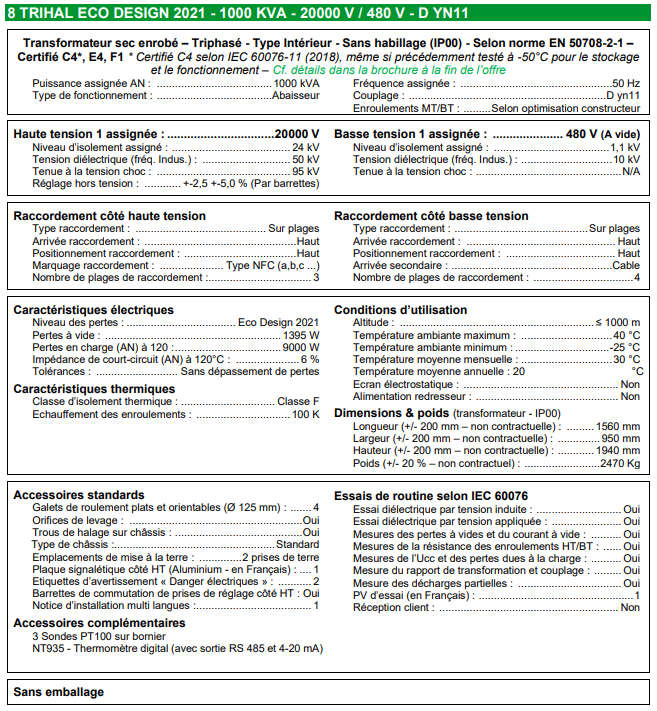 8 TRIHAL ECO DESIGN 2021 - 1000 KVA - 20000 V / 480 V - D YN11
Transformateur sec enrobé – Triphasé - Type Intérieur - Sans habillage (IP00) - Selon norme EN 50708-2-1 –
Certifié C4*, E4, F1 * Certifié C4 selon IEC 60076-11 (2018), même si précédemment testé à -50°C pour le stockage
et le fonctionnement – Cf. détails dans la brochure à la fin de l'offre
Puissance assignée AN : ........................ 1000 kVA
Type de fonctionnement : ................... Abaisseur
Fréquence assignée : .................................. 50 Hz
Couplage : ................................................ D yn11
Enroulements MT/BT : ........Selon optimisation constructeur
Haute tension 1 assignée : .........................20000 V
Niveau d'isolement assigné : .......................... 24 kV
Tension diélectrique (fréq. Indus.) : ................ 50 kV
Tenue à la tension choc : ............................... 95 kV
Réglage hors tension : ............ +-2,5 +-5,0 % (Par barrettes)
Basse tension 1 assignée : ..................... 480 V (A vide)
Niveau d'isolement assigné : .......................... 1,1 kV
Tension diélectrique (fréq. Indus.) : ................ 10 kV
Tenue à la tension choc : ............................... N/A
Raccordement côté haute tension
Type raccordement : .............................. Sur plages
Arrivée raccordement : ................................. Haut
Positionnement raccordement : ...................... Haut
Marquage raccordement : ................... Type NFC (a,b,c ...)
Nombre de plages de raccordement :.................. 3
Raccordement côté basse tension
Type raccordement : .............................. Sur plages
Arrivée raccordement : ................................. Haut
Positionnement raccordement : ...................... Haut
Arrivée secondaire : .................................... Cable
Nombre de plages de raccordement : ................. 4
Caractéristiques électriques
Niveau des pertes : .......................... Eco Design 2021
Pertes à vide : ........................................ 1395 W
Pertes en charge (AN) à 120 : ........................ 9000 W
Impédance de court-circuit (AN) à 120°C : ................ 6 %
Tolérances : .................... Sans dépassement de pertes
Caractéristiques thermiques
Classe d'isolement thermique : ..................... Classe F
Echauffement des enroulements : .................... 100 K
Conditions d'utilisation
Altitude : .......................................... ≤ 1000 m
Température ambiante maximum : .................... 40 °C
Température ambiante minimum : .................... -25 °C
Température moyenne mensuelle : .................... 30 °C
Température moyenne annuelle : 20 °C
Ecran électrostatique : ................................. Non
Alimentation redresseur : .............................. Non
Dimensions & poids (transformateur - IP00)
Longueur (+/- 200 mm – non contractuelle) : ......... 1560 mm
Largeur (+/- 200 mm – non contractuelle) : .............950 mm
Hauteur (+/- 200 mm – non contractuelle) : ........... 1940 mm
Poids (+/- 20 % – non contractuel) : ....................2470 Kg
Accessoires standards
Galets de roulement plats et orientables (Ø 125 mm) : ....... 4
Orifices de levage : ..................................... Oui
Trous de halage sur châssis : .......................... Oui
Type de châssis :................................... Standard
Emplacements de mise à la terre : .............2 prises de terre
Plaque signalétique côté HT (Aluminium - en Français) : .... 1
Etiquettes d'avertissement « Danger électriques » : .......... 2
Barrettes de commutation de prises de réglage côté HT : Oui
Notice d'installation multi langues :........................... 1
Accessoires complémentaires
3 Sondes PT100 sur bornier
NT935 - Thermomètre digital (avec sortie RS 485 et 4-20 mA)
Essais de routine selon IEC 60076
Essai diélectrique par tension induite : .................. Oui
Essai diélectrique par tension appliquée : .............. Oui
Mesures des pertes à vides et du courant à vide : ........ Oui
Mesures de la résistance des enroulements HT/BT : ...... Oui
Mesures de l'Ucc et des pertes dues à la charge : ........ Oui
Mesure du rapport de transformation et couplage : ....... Oui
Mesure des décharges partielles : ....................... Oui
PV d'essai (en Français) : ................................ 1
Réception client : ....................................... Non
Sans emballage